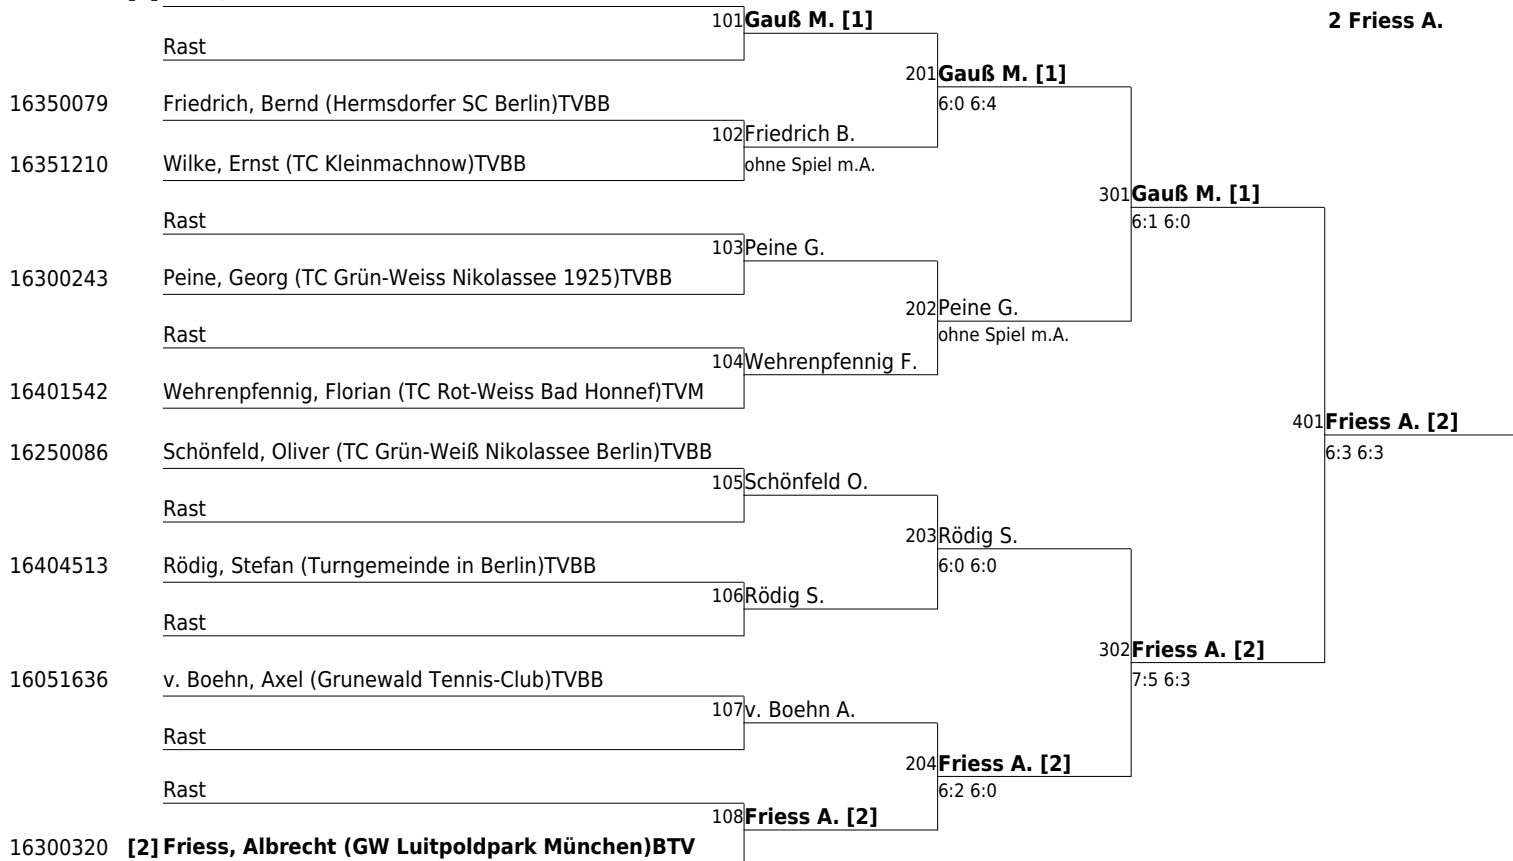 101 Gauß M. [1]
2 Friess A.
Rast
201 Gauß M. [1]
16350079 Friedrich, Bernd (Hermsdorfer SC Berlin)TVBB
6:0 6:4
102 Friedrich B.
16351210 Wilke, Ernst (TC Kleinmachnow)TVBB
ohne Spiel m.A.
301 Gauß M. [1]
Rast
6:1 6:0
103 Peine G.
16300243 Peine, Georg (TC Grün-Weiss Nikolassee 1925)TVBB
202 Peine G.
Rast
ohne Spiel m.A.
104 Wehrenpfennig F.
16401542 Wehrenpfennig, Florian (TC Rot-Weiss Bad Honnef)TVM
401 Friess A. [2]
16250086 Schönfeld, Oliver (TC Grün-Weiß Nikolassee Berlin)TVBB
6:3 6:3
105 Schönfeld O.
Rast
203 Rödig S.
16404513 Rödig, Stefan (Turngemeinde in Berlin)TVBB
6:0 6:0
106 Rödig S.
Rast
302 Friess A. [2]
16051636 v. Boehn, Axel (Grunewald Tennis-Club)TVBB
7:5 6:3
107 v. Boehn A.
Rast
204 Friess A. [2]
Rast
6:2 6:0
108 Friess A. [2]
16300320 [2] Friess, Albrecht (GW Luitpoldpark München)BTV